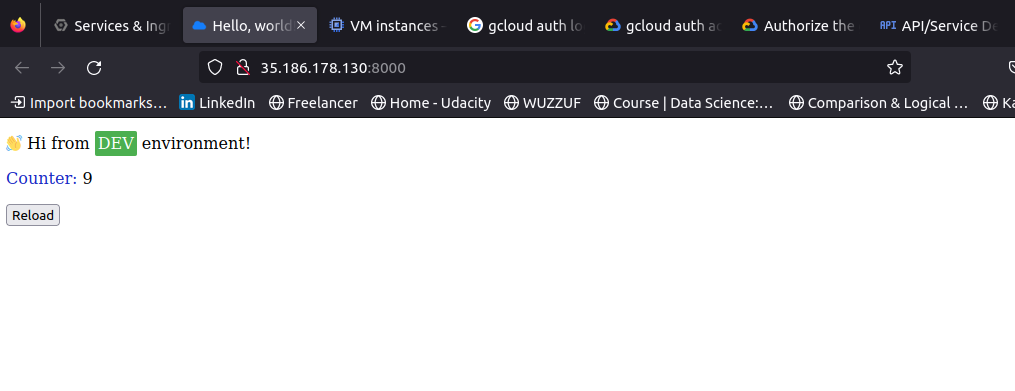 Services & Ingr
Hello, world
VM instances -
gcloud auth lo
gcloud auth ac
Authorize the
API API/Service De
35.186.178.130:8000
Import bookmarks...
LinkedIn
Freelancer
Home - Udacity
WUZZUF
Course | Data Science:...
Comparison & Logical ...
Ka
👋 Hi from DEV environment!
Counter: 9
Reload